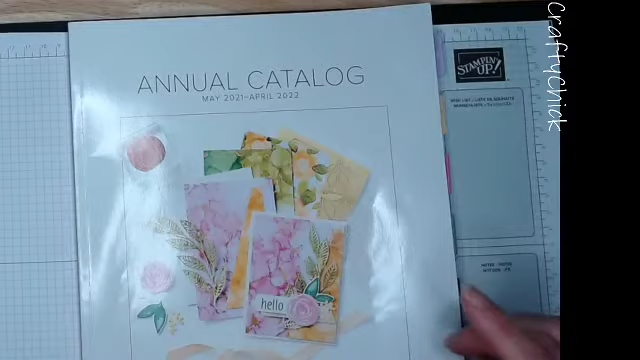 ANNUAL CATALOG
MAY 2021–APRIL 2022
hello
STAMPIN' UP!
craftyChick